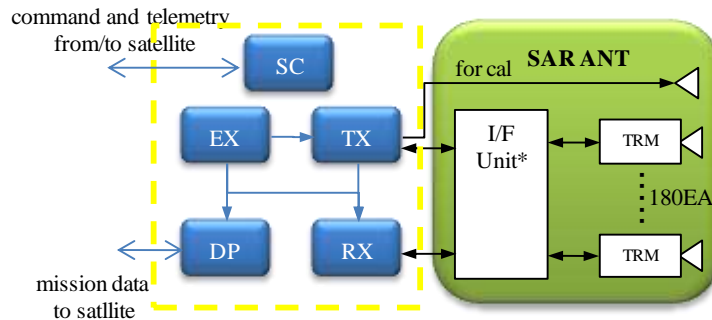 command and telemetry
from/to satellite
SC
for cal
SAR ANT
EX
TX
I/F
Unit*
TRM
180EA
DP
RX
TRM
mission data
to satllite